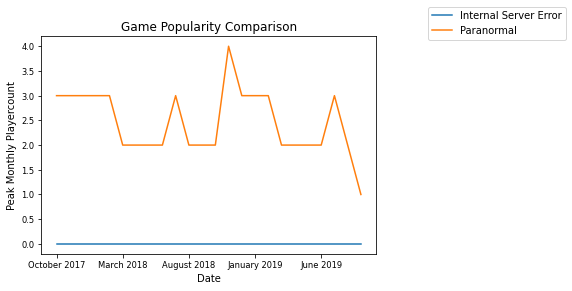 Game Popularity Comparison
Internal Server Error
Paranormal
Peak Monthly Playercount
4.0
3.5
3.0
2.5
2.0
1.5
1.0
0.5
0.0
October 2017 March 2018 August 2018 January 2019 June 2019
Date